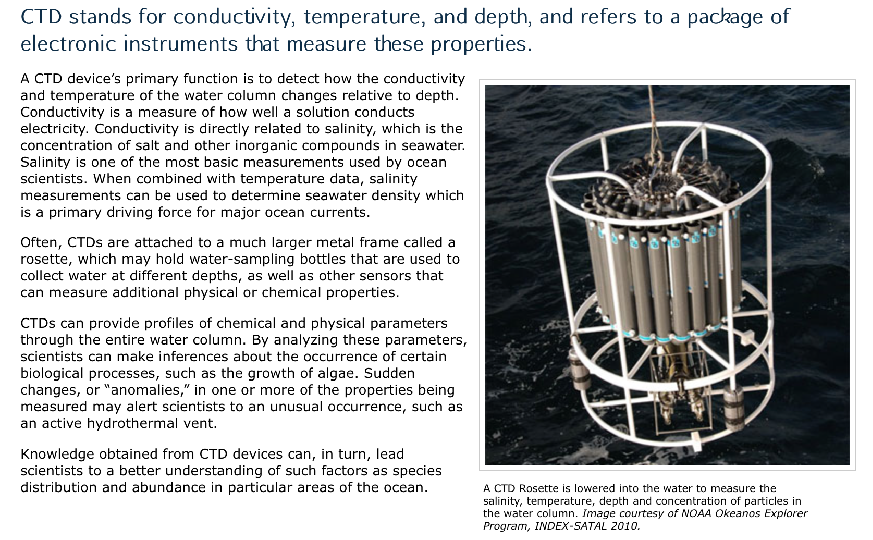 CTD stands for conductivity, temperature, and depth, and refers to a package of
electronic instruments that measure these properties.
A CTD device’s primary function is to detect how the conductivity
and temperature of the water column changes relative to depth.
Conductivity is a measure of how well a solution conducts
electricity. Conductivity is directly related to salinity, which is the
concentration of salt and other inorganic compounds in seawater.
Salinity is one of the most basic measurements used by ocean
scientists. When combined with temperature data, salinity
measurements can be used to determine seawater density which
is a primary driving force for major ocean currents.
Often, CTDs are attached to a much larger metal frame called a
rosette, which may hold water-sampling bottles that are used to
collect water at different depths, as well as other sensors that
can measure additional physical or chemical properties.
CTDs can provide profiles of chemical and physical parameters
through the entire water column. By analyzing these parameters,
scientists can make inferences about the occurrence of certain
biological processes, such as the growth of algae. Sudden
changes, or “anomalies,” in one or more of the properties being
measured may alert scientists to an unusual occurrence, such as
an active hydrothermal vent.
Knowledge obtained from CTD devices can, in turn, lead
scientists to a better understanding of such factors as species
distribution and abundance in particular areas of the ocean.
A CTD Rosette is lowered into the water to measure the
salinity, temperature, depth and concentration of particles in
the water column. Image courtesy of NOAA Okeanos Explorer
Program, INDEX-SATAL 2010.